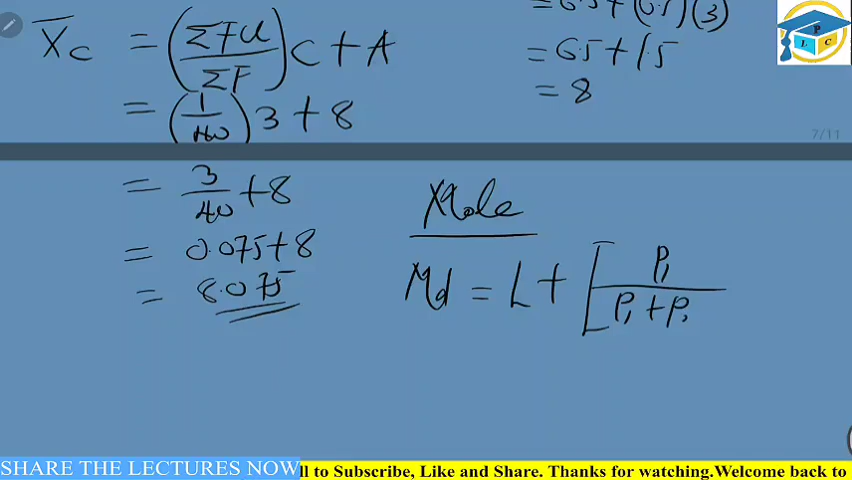 X̄c = (ΣFU/ΣF)C + A
= (1/40)3 + 8
= 3/40 + 8
= 0.075 + 8
= 8.075
= 6.5 + (0.5)(3)
= 6.5 + 1.5
= 8
7/11
Mode
Md = L + [P₁/P₁ + P₂
P
L C
SHARE THE LECTURES NOW
ll to Subscribe, Like and Share. Thanks for watching.Welcome back to